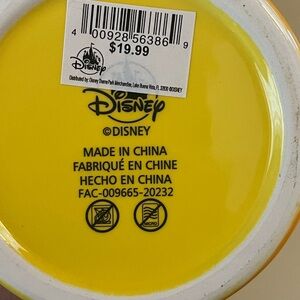 4 00928 56386 9
$19.99
Disney
Distributed by: Disney Theme Park Merchandise, Lake Buena Vista, FL 32830 ©DISNEY
Disney
©DISNEY
MADE IN CHINA
FABRIQUÉ EN CHINE
HECHO EN CHINA
FAC-009665-20232
MICRO